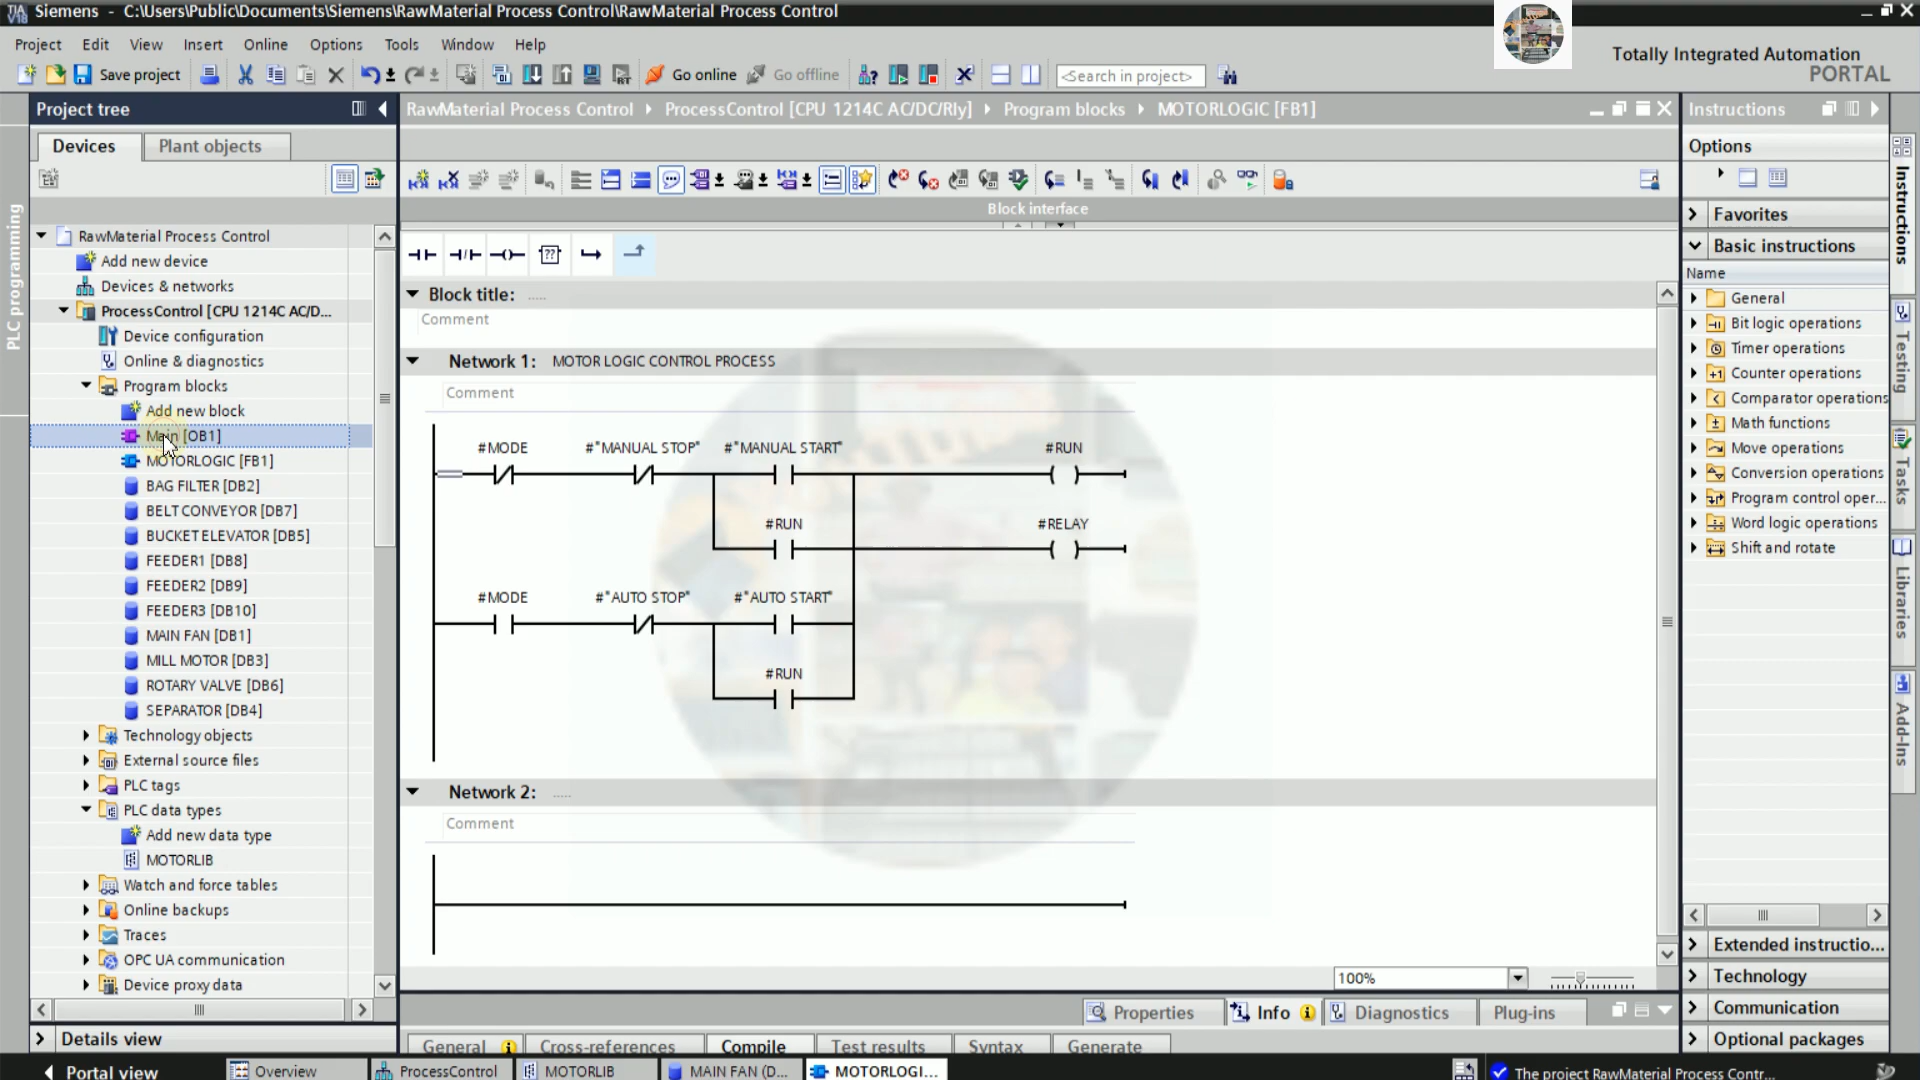 Siemens - C:\Users\Public\Documents\Siemens\RawMaterial Process Control\RawMaterial Process Control
Project Edit View Insert Online Options Tools Window Help
Totally Integrated Automation
PORTAL
Save project Go online Go offline <Search in project>
Project tree
RawMaterial Process Control ProcessControl [CPU 1214C AC/DC/Rly] Program blocks MOTORLOGIC [FB1]
Instructions
Devices Plant objects
Options
Block interface
PLC programming
RawMaterial Process Control
Add new device
Devices & networks
ProcessControl [CPU 1214C AC/D...
Device configuration
Online & diagnostics
Program blocks
Add new block
Main [OB1]
MOTORLOGIC [FB1]
BAG FILTER [DB2]
BELT CONVEYOR [DB7]
BUCKET ELEVATOR [DB5]
FEEDER1 [DB8]
FEEDER2 [DB9]
FEEDER3 [DB10]
MAIN FAN [DB1]
MILL MOTOR [DB3]
ROTARY VALVE [DB6]
SEPARATOR [DB4]
Technology objects
External source files
PLC tags
PLC data types
Add new data type
MOTORLIB
Watch and force tables
Online backups
Traces
OPC UA communication
Device proxy data
Details view
??
Block title: .....
Comment
Network 1: MOTOR LOGIC CONTROL PROCESS
Comment
#MODE #"MANUAL STOP" #"MANUAL START" #RUN
#RUN #RELAY
#MODE #"AUTO STOP" #"AUTO START"
#RUN
Network 2: .....
Comment
100%
Properties Info Diagnostics Plug-ins
General Cross-references Compile Test results Syntax Generate
Favorites
Basic instructions
Name
General
Bit logic operations
Timer operations
Counter operations
Comparator operations
Math functions
Move operations
Conversion operations
Program control oper...
Word logic operations
Shift and rotate
Extended instructio...
Technology
Communication
Optional packages
Instructions
Testing
Tasks
Libraries
Add-Ins
Portal view Overview ProcessControl MOTORLIB MAIN FAN (D... MOTORLOGI... The project RawMaterial Process Contr...